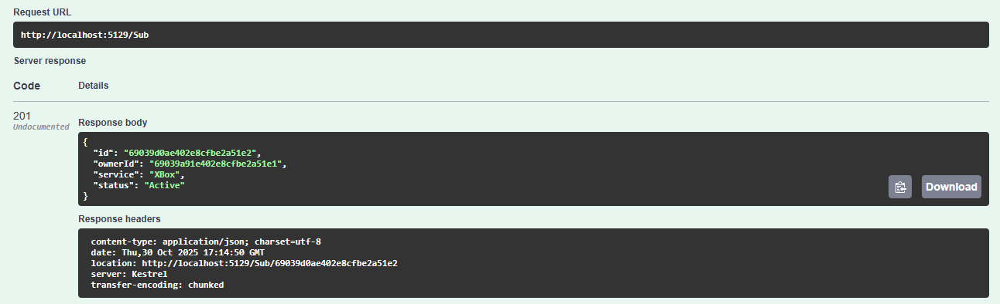 Request URL
http://localhost:5129/Sub
Server response
Code Details
201
Undocumented
Response body
{
  "id": "69039d0ae402e8cfbe2a51e2",
  "ownerId": "69039a91e402e8cfbe2a51e1",
  "service": "XBox",
  "status": "Active"
}
Download
Response headers
content-type: application/json; charset=utf-8
date: Thu,30 Oct 2025 17:14:50 GMT
location: http://localhost:5129/Sub/69039d0ae402e8cfbe2a51e2
server: Kestrel
transfer-encoding: chunked